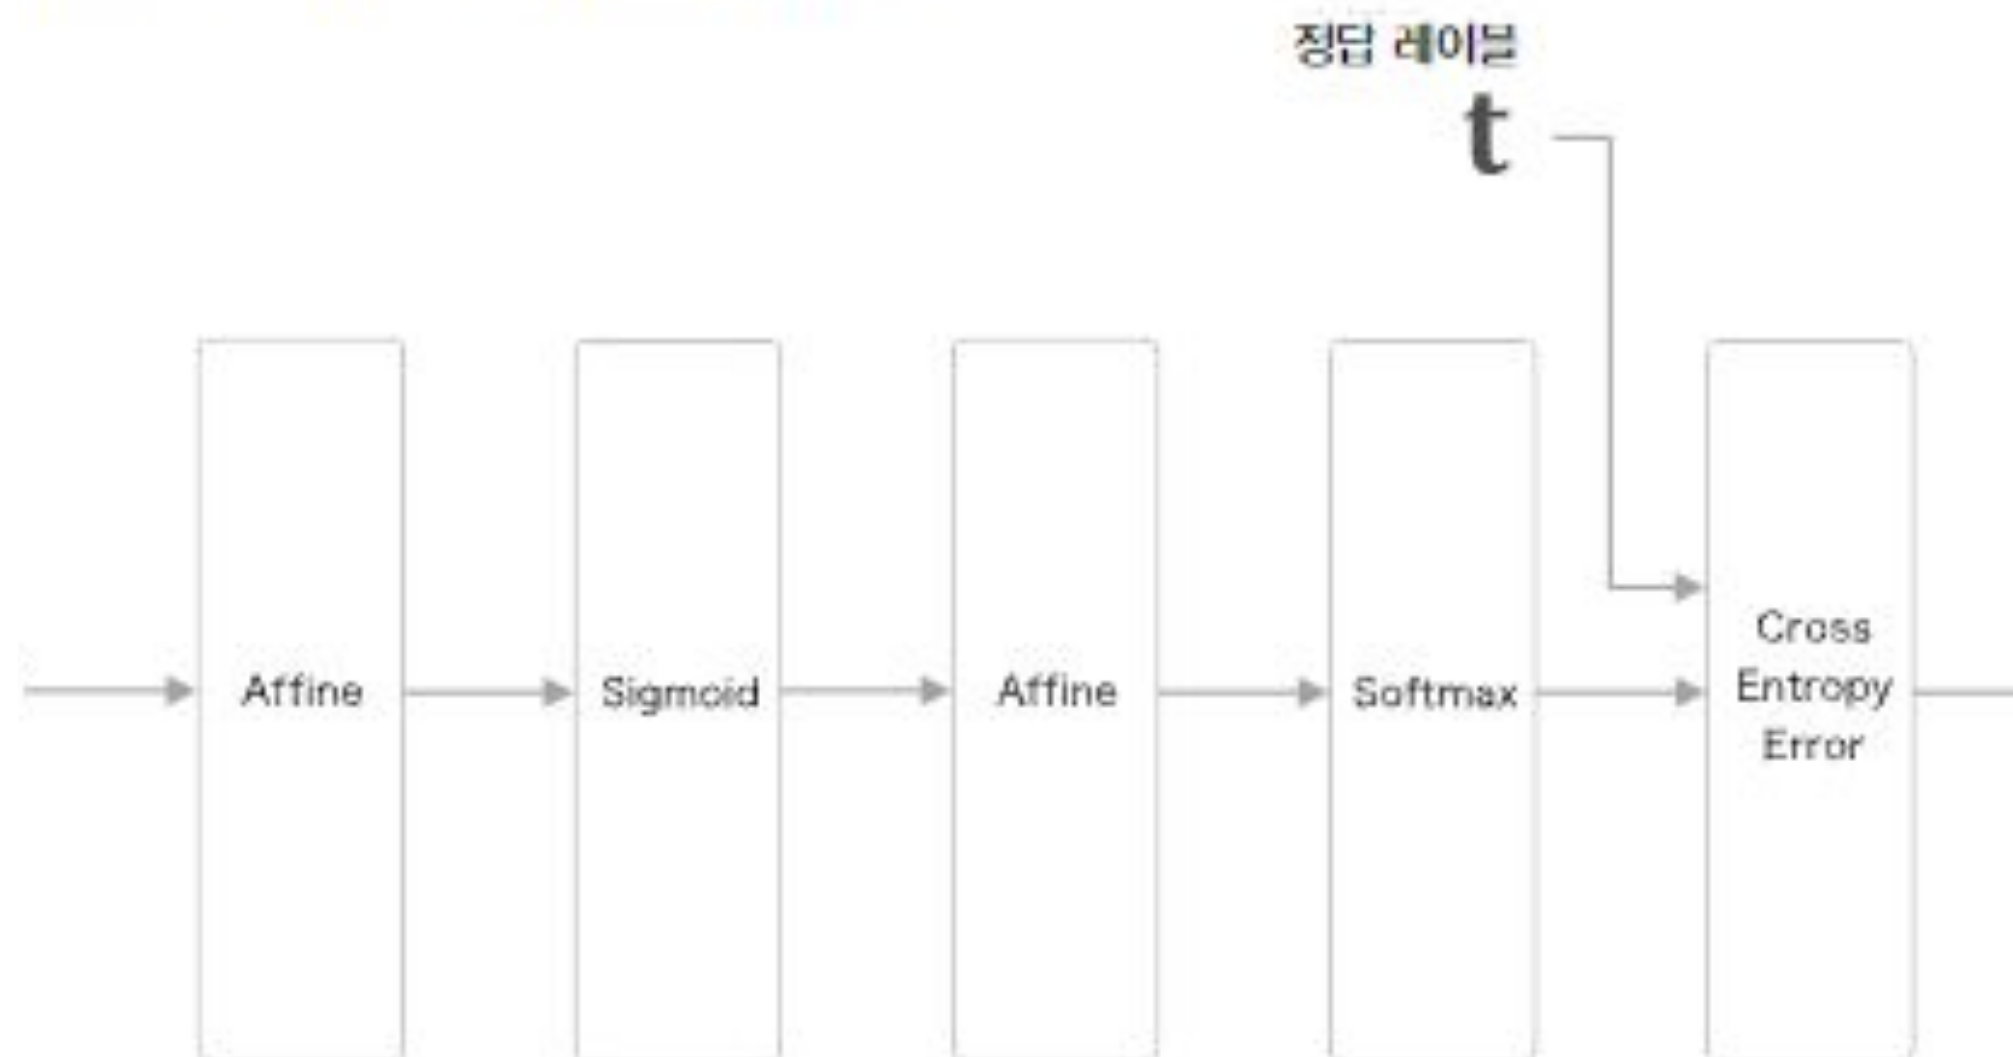 정답 레이블
t
Affine
Sigmoid
Affine
Softmax
Cross
Entropy
Error